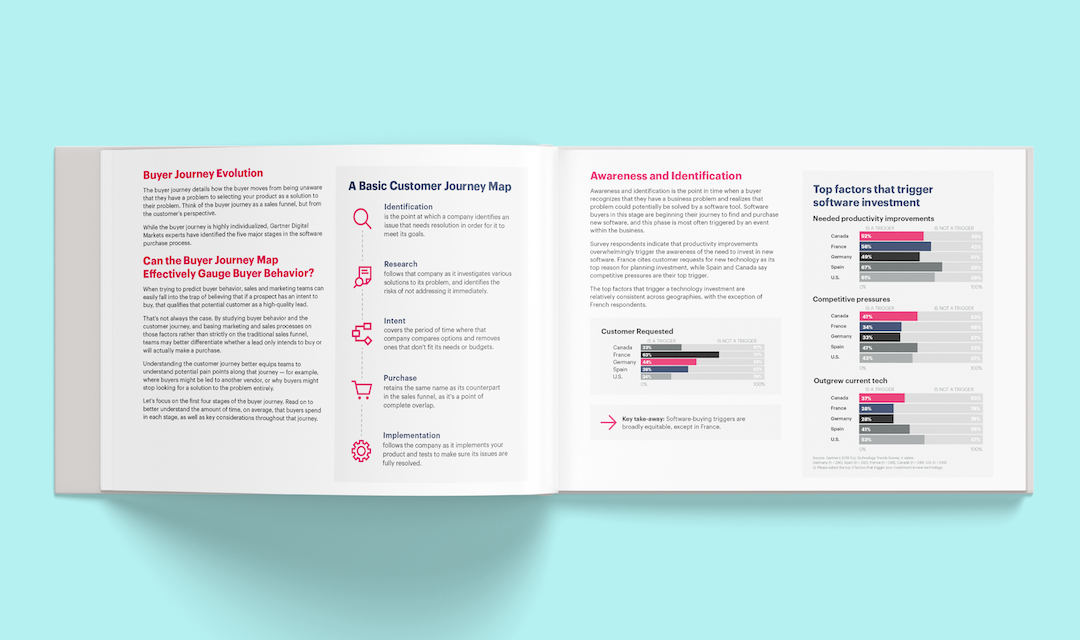 Buyer Journey Evolution
The buyer journey details how the buyer moves from being unaware
that they have a problem to selecting your product as a solution to
their problem. Think of the buyer journey as a sales funnel, but from
the customer's perspective.
While the buyer journey is highly individualized, Gartner Digital
Markets experts have identified the five major stages in the software
purchase process.
Can the Buyer Journey Map
Effectively Gauge Buyer Behavior?
When trying to predict buyer behavior, sales and marketing teams can
easily fall into the trap of believing that if a prospect has an intent to
buy, that qualifies that potential customer as a high-quality lead.
That's not always the case. By studying buyer behavior and the
customer journey, and basing marketing and sales processes on
those factors rather than strictly on the traditional sales funnel,
teams may better differentiate whether a lead only intends to buy or
will actually make a purchase.
Understanding the customer journey better equips teams to
understand potential pain points along that journey — for example,
where buyers might be led to another vendor, or why buyers might
stop looking for a solution to the problem entirely.
Let's focus on the first four stages of the buyer journey. Read on to
better understand the amount of time, on average, that buyers spend
in each stage, as well as key considerations throughout that journey.
A Basic Customer Journey Map
Identification
is the point at which a company identifies an
issue that needs resolution in order for it to
meet its goals.
Research
follows that company as it investigates various
solutions to its problem, and identifies the
risks of not addressing it immediately.
Intent
covers the period of time where that
company compares options and removes
ones that don't fit its needs or budgets.
Purchase
retains the same name as its counterpart
in the sales funnel, as it's a point of
complete overlap.
Implementation
follows the company as it implements your
product and tests to make sure its issues are
fully resolved.
Awareness and Identification
Awareness and identification is the point in time when a buyer
recognizes that they have a business problem and realizes that
problem could potentially be solved by a software tool. Software
buyers in this stage are beginning their journey to find and purchase
new software, and this phase is most often triggered by an event
within the business.
Survey respondents indicate that productivity improvements
overwhelmingly trigger the awareness of the need to invest in new
software. France cites customer requests for new technology as its
top reason for planning investment, while Spain and Canada say
competitive pressures are their top trigger.
The top factors that trigger a technology investment are
relatively consistent across geographies, with the exception of
French respondents.
Customer Requested
IS A TRIGGER IS NOT A TRIGGER
Canada 33%
France 63%
Germany 44%
Spain 38%
U.S.
0% 100%
Key take-away: Software-buying triggers are
broadly equitable, except in France.
Top factors that trigger
software investment
Needed productivity improvements
IS A TRIGGER IS NOT A TRIGGER
Canada 52%
France 58%
Germany 49%
Spain 67%
U.S. 61%
0% 100%
Competitive pressures
IS A TRIGGER IS NOT A TRIGGER
Canada 47%
France 34%
Germany 33%
Spain 47%
U.S. 43%
0% 100%
Outgrew current tech
IS A TRIGGER IS NOT A TRIGGER
Canada 37%
France 28%
Germany 28%
Spain 41%
U.S. 53%
0% 100%